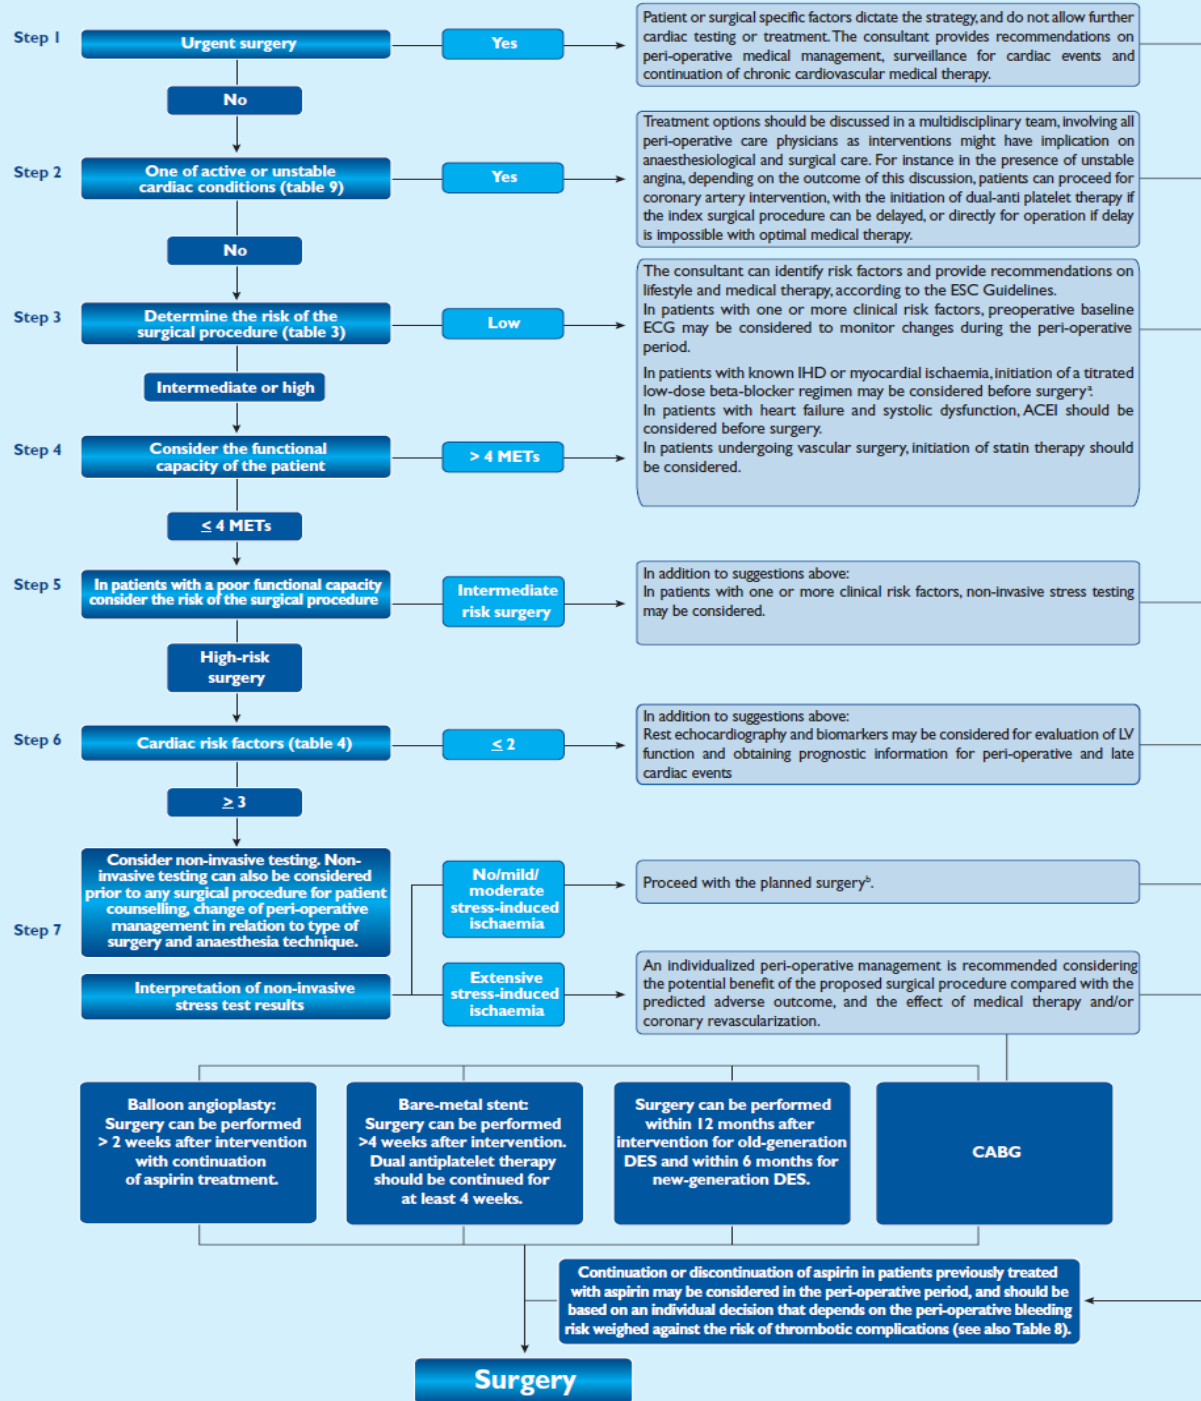 Step 1
Urgent surgery
Yes
Patient or surgical specific factors dictate the strategy, and do not allow further
cardiac testing or treatment. The consultant provides recommendations on
peri-operative medical management, surveillance for cardiac events and
continuation of chronic cardiovascular medical therapy.
No
Step 2
One of active or unstable
cardiac conditions (table 9)
Yes
Treatment options should be discussed in a multidisciplinary team, involving all
peri-operative care physicians as interventions might have implication on
anaesthesiological and surgical care. For instance in the presence of unstable
angina, depending on the outcome of this discussion, patients can proceed for
coronary artery intervention, with the initiation of dual-anti platelet therapy if
the index surgical procedure can be delayed, or directly for operation if delay
is impossible with optimal medical therapy.
No
Step 3
Determine the risk of the
surgical procedure (table 3)
Low
The consultant can identify risk factors and provide recommendations on
lifestyle and medical therapy, according to the ESC Guidelines.
In patients with one or more clinical risk factors, preoperative baseline
ECG may be considered to monitor changes during the peri-operative
period.
Intermediate or high
In patients with known IHD or myocardial ischaemia, initiation of a titrated
low-dose beta-blocker regimen may be considered before surgeryª.
In patients with heart failure and systolic dysfunction, ACEI should be
considered before surgery.
In patients undergoing vascular surgery, initiation of statin therapy should
be considered.
Step 4
Consider the functional
capacity of the patient
> 4 METs
≤ 4 METs
Step 5
In patients with a poor functional capacity
consider the risk of the surgical procedure
Intermediate
risk surgery
In addition to suggestions above:
In patients with one or more clinical risk factors, non-invasive stress testing
may be considered.
High-risk
surgery
Step 6
Cardiac risk factors (table 4)
≤ 2
In addition to suggestions above:
Rest echocardiography and biomarkers may be considered for evaluation of LV
function and obtaining prognostic information for peri-operative and late
cardiac events
≥ 3
Step 7
Consider non-invasive testing. Non-
invasive testing can also be considered
prior to any surgical procedure for patient
counselling, change of peri-operative
management in relation to type of
surgery and anaesthesia technique.
No/mild/
moderate
stress-induced
ischaemia
Proceed with the planned surgeryᵇ.
Interpretation of non-invasive
stress test results
Extensive
stress-induced
ischaemia
An individualized peri-operative management is recommended considering
the potential benefit of the proposed surgical procedure compared with the
predicted adverse outcome, and the effect of medical therapy and/or
coronary revascularization.
Balloon angioplasty:
Surgery can be performed
> 2 weeks after intervention
with continuation
of aspirin treatment.
Bare-metal stent:
Surgery can be performed
>4 weeks after intervention.
Dual antiplatelet therapy
should be continued for
at least 4 weeks.
Surgery can be performed
within 12 months after
intervention for old-generation
DES and within 6 months for
new-generation DES.
CABG
Continuation or discontinuation of aspirin in patients previously treated
with aspirin may be considered in the peri-operative period, and should be
based on an individual decision that depends on the peri-operative bleeding
risk weighed against the risk of thrombotic complications (see also Table 8).
Surgery